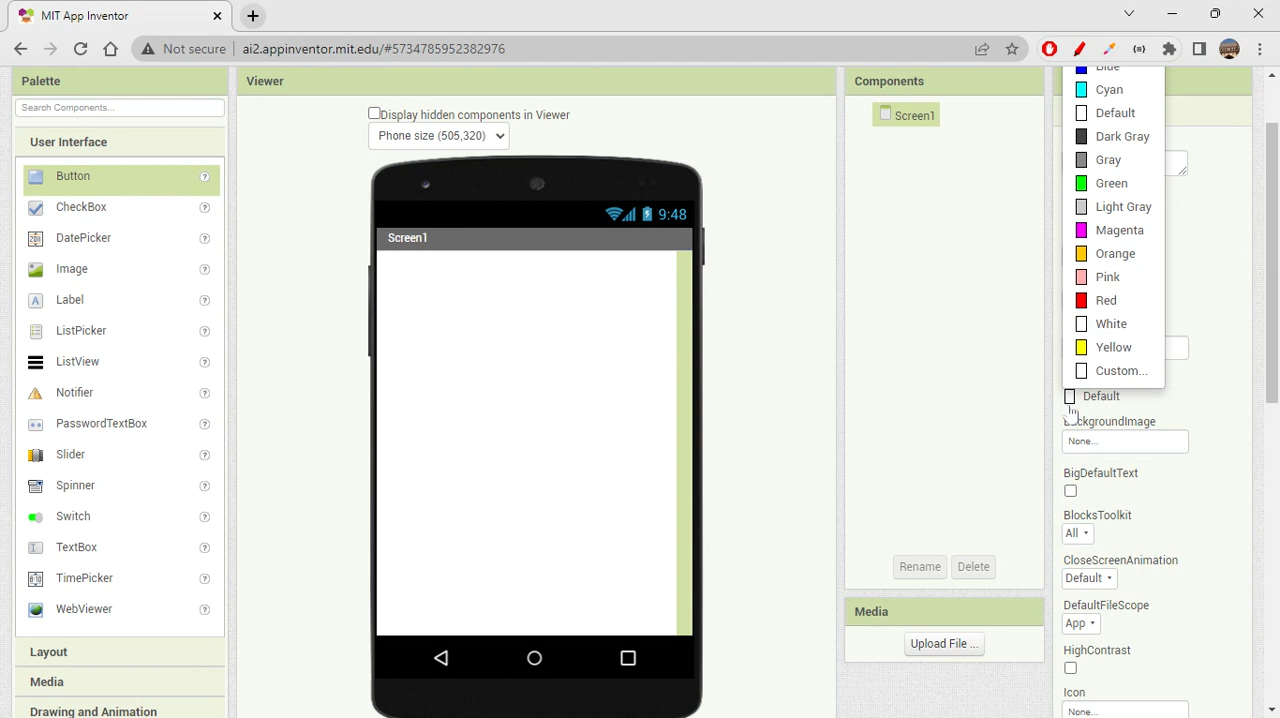 MIT App Inventor
Not secure
ai2.appinventor.mit.edu/#5734785952382976
Palette
Search Components...
User Interface
Button
CheckBox
DatePicker
Image
Label
ListPicker
ListView
Notifier
PasswordTextBox
Slider
Spinner
Switch
TextBox
TimePicker
WebViewer
Layout
Media
Drawing and Animation
Viewer
Display hidden components in Viewer
Phone size (505,320)
9:48
Screen1
Components
Screen1
Rename
Delete
Media
Upload File ...
Blue
Cyan
Default
Dark Gray
Gray
Green
Light Gray
Magenta
Orange
Pink
Red
White
Yellow
Custom...
Default
BackgroundImage
None...
BigDefaultText
BlocksToolkit
All
CloseScreenAnimation
Default
DefaultFileScope
App
HighContrast
Icon
None...